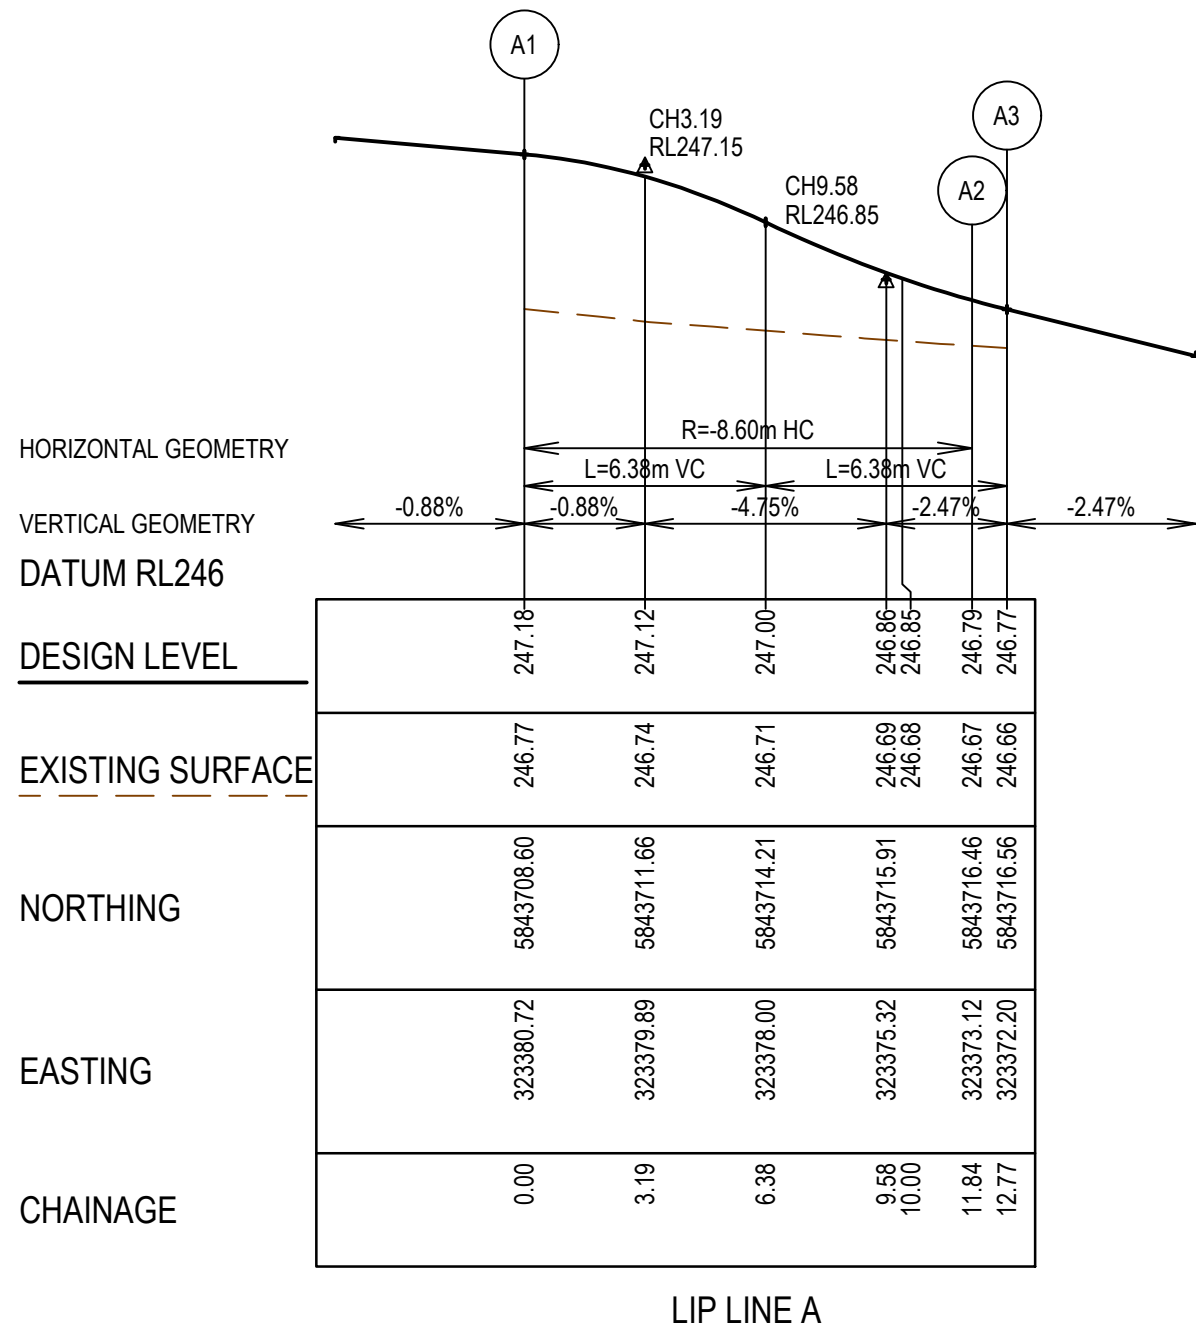 A1
A3
A2
CH3.19
RL247.15
CH9.58
RL246.85
HORIZONTAL GEOMETRY
R=-8.60m HC
L=6.38m VC
L=6.38m VC
VERTICAL GEOMETRY
-0.88%
-0.88%
-4.75%
-2.47%
-2.47%
DATUM RL246
DESIGN LEVEL
247.18
247.12
247.00
246.86
246.85
246.79
246.77
EXISTING SURFACE
246.77
246.74
246.71
246.69
246.68
246.67
246.66
NORTHING
5843708.60
5843711.66
5843714.21
5843715.91
5843716.46
5843716.56
EASTING
323380.72
323379.89
323378.00
323375.32
323373.12
323372.20
CHAINAGE
0.00
3.19
6.38
9.58
10.00
11.84
12.77
LIP LINE A